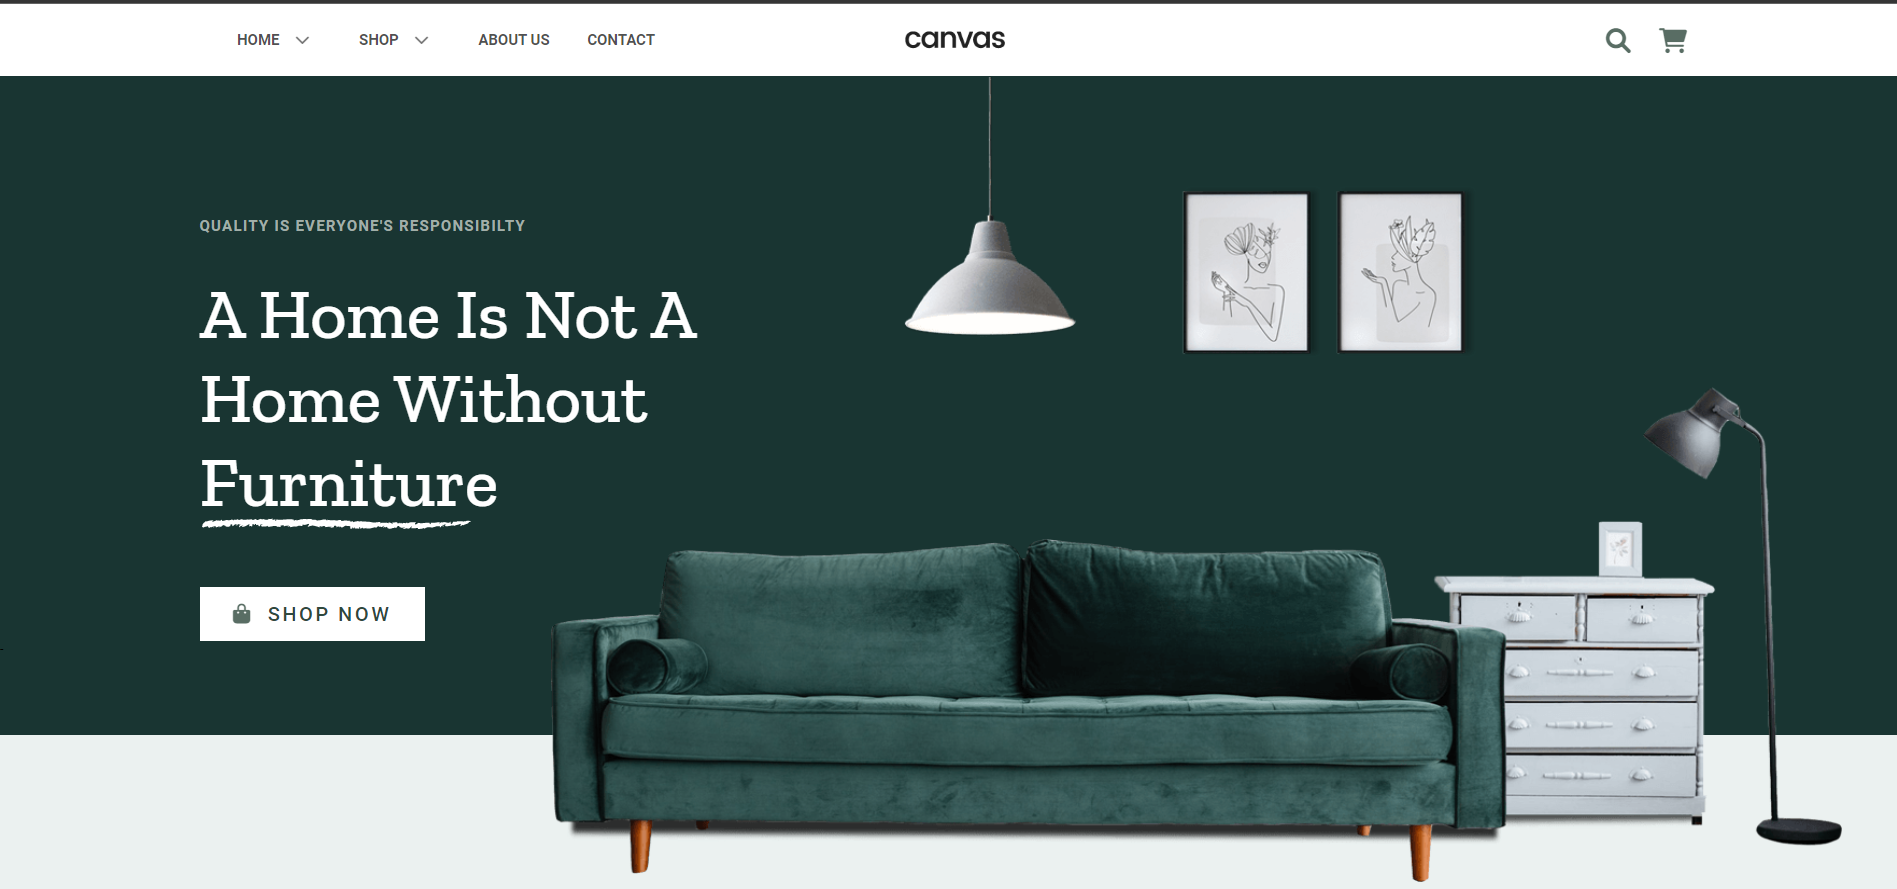 HOME
SHOP
ABOUT US
CONTACT
canvas
QUALITY IS EVERYONE'S RESPONSIBILTY
A Home Is Not A
Home Without
Furniture
SHOP NOW